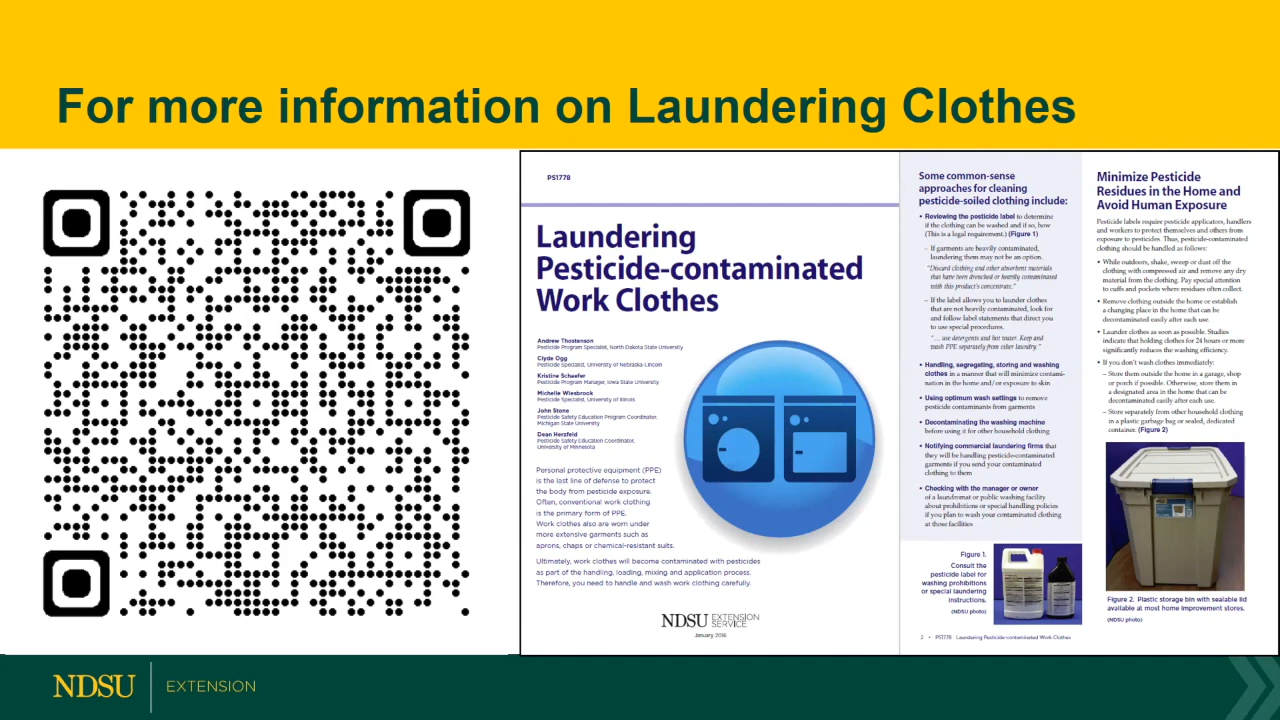 For more information on Laundering Clothes
PS1778
Laundering
Pesticide-contaminated
Work Clothes
Andrew Thostenson
Pesticide Program Specialist, North Dakota State University
Clyde Ogg
Pesticide Specialist, University of Nebraska-Lincoln
Kristine Schaefer
Pesticide Program Manager, Iowa State University
Michelle Wiesbrook
Pesticide Specialist, University of Illinois
John Stone
Pesticide Safety Education Program Coordinator,
Michigan State University
Dean Herzfeld
Pesticide Safety Education Coordinator,
University of Minnesota
Personal protective equipment (PPE)
is the last line of defense to protect
the body from pesticide exposure.
Often, conventional work clothing
is the primary form of PPE.
Work clothes also are worn under
more extensive garments such as
aprons, chaps or chemical-resistant suits.
Ultimately, work clothes will become contaminated with pesticides
as part of the handling, loading, mixing and application process.
Therefore, you need to handle and wash work clothing carefully.
NDSU EXTENSION
SERVICE
January 2016
Some common-sense
approaches for cleaning
pesticide-soiled clothing include:
• Reviewing the pesticide label to determine
if the clothing can be washed and if so, how
(This is a legal requirement.) (Figure 1)
– If garments are heavily contaminated,
laundering them may not be an option.
"Discard clothing and other absorbent materials
that have been drenched or heavily contaminated
with this product's concentrate."
– If the label allows you to launder clothes
that are not heavily contaminated, look for
and follow label statements that direct you
to use special procedures.
"… use detergents and hot water. Keep and
wash PPE separately from other laundry."
• Handling, segregating, storing and washing
clothes in a manner that will minimize contami-
nation in the home and/or exposure to skin
• Using optimum wash settings to remove
pesticide contaminants from garments
• Decontaminating the washing machine
before using it for other household clothing
• Notifying commercial laundering firms that
they will be handling pesticide-contaminated
garments if you send your contaminated
clothing to them
• Checking with the manager or owner
of a laundromat or public washing facility
about prohibitions or special handling policies
if you plan to wash your contaminated clothing
at those facilities
Figure 1.
Consult the
pesticide label for
washing prohibitions
or special laundering
instructions.
(NDSU photo)
2 • PS1778 Laundering Pesticide-contaminated Work Clothes
Minimize Pesticide
Residues in the Home and
Avoid Human Exposure
Pesticide labels require pesticide applicators, handlers
and workers to protect themselves and others from
exposure to pesticides. Thus, pesticide-contaminated
clothing should be handled as follows:
• While outdoors, shake, sweep or dust off the
clothing with compressed air and remove any dry
material from the clothing. Pay special attention
to cuffs and pockets where residues often collect.
• Remove clothing outside the home or establish
a changing place in the home that can be
decontaminated easily after each use.
• Launder clothes as soon as possible. Studies
indicate that holding clothes for 24 hours or more
significantly reduces the washing efficiency.
• If you don't wash clothes immediately:
– Store them outside the home in a garage, shop
or porch if possible. Otherwise, store them in
a designated area in the home that can be
decontaminated easily after each use.
– Store separately from other household clothing
in a plastic garbage bag or sealed, dedicated
container. (Figure 2)
Figure 2. Plastic storage bin with sealable lid
available at most home improvement stores.
(NDSU photo)
NDSU EXTENSION